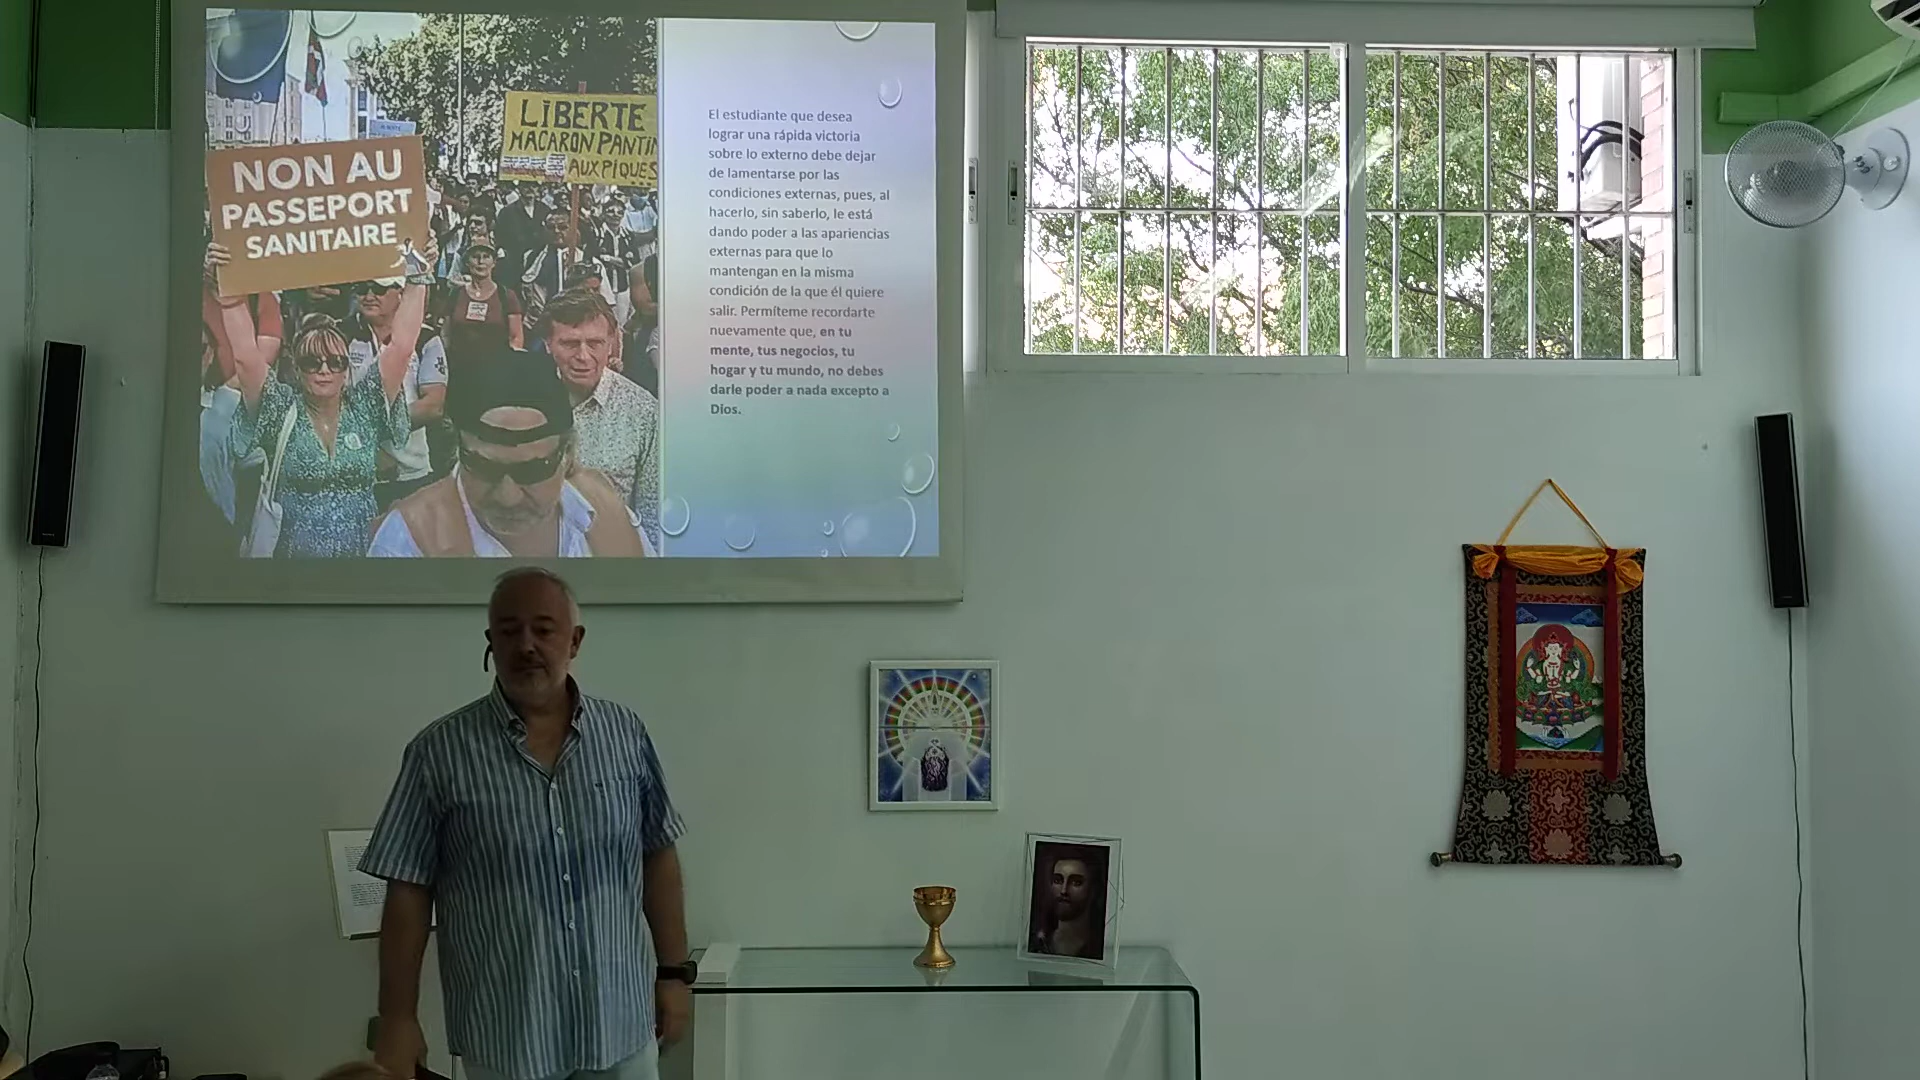 NON AU
PASSEPORT
SANITAIRE
LIBERTE
MACARON PANTIN
AUX PIQUES
El estudiante que desea
lograr una rápida victoria
sobre lo externo debe dejar
de lamentarse por las
condiciones externas, pues, al
hacerlo, sin saberlo, le está
dando poder a las apariencias
externas para que lo
mantengan en la misma
condición de la que él quiere
salir. Permíteme recordarte
nuevamente que, en tu
mente, tus negocios, tu
hogar y tu mundo, no debes
darle poder a nada excepto a
Dios.